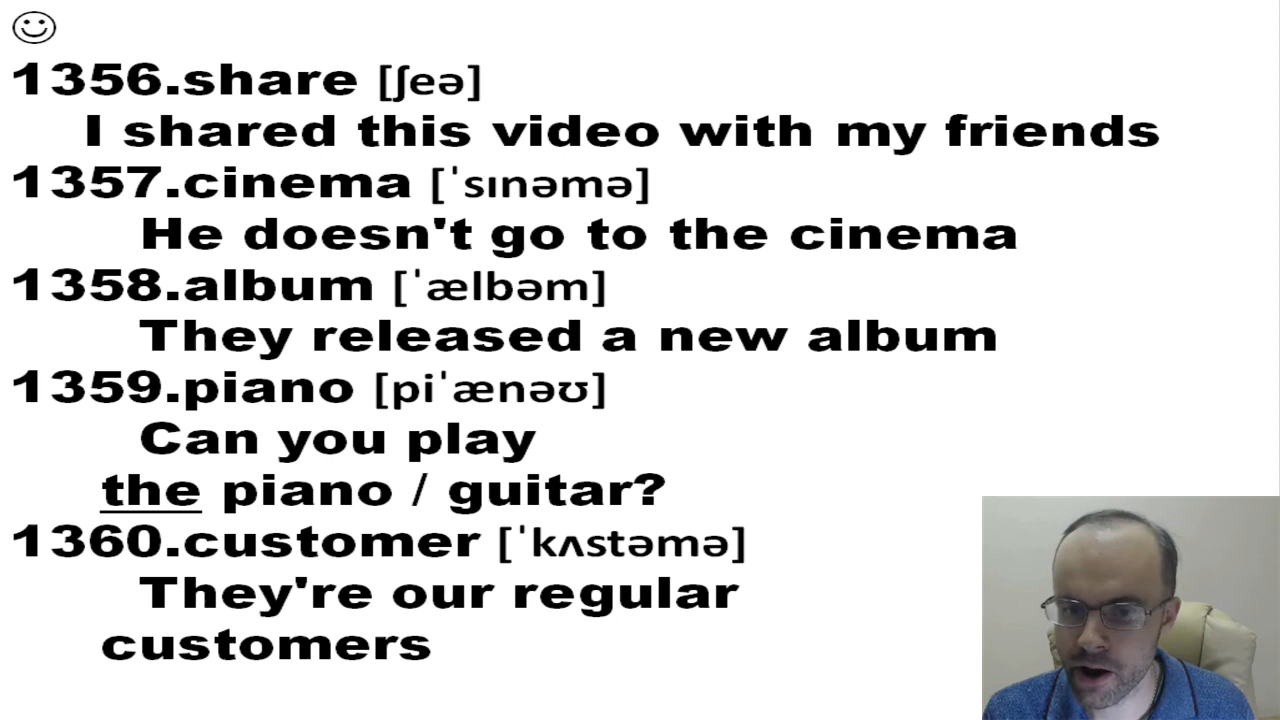 1356.share [ʃeə]
I shared this video with my friends
1357.cinema [ˈsɪnəmə]
He doesn't go to the cinema
1358.album [ˈælbəm]
They released a new album
1359.piano [piˈænəʊ]
Can you play
the piano / guitar?
1360.customer [ˈkʌstəmə]
They're our regular
customers